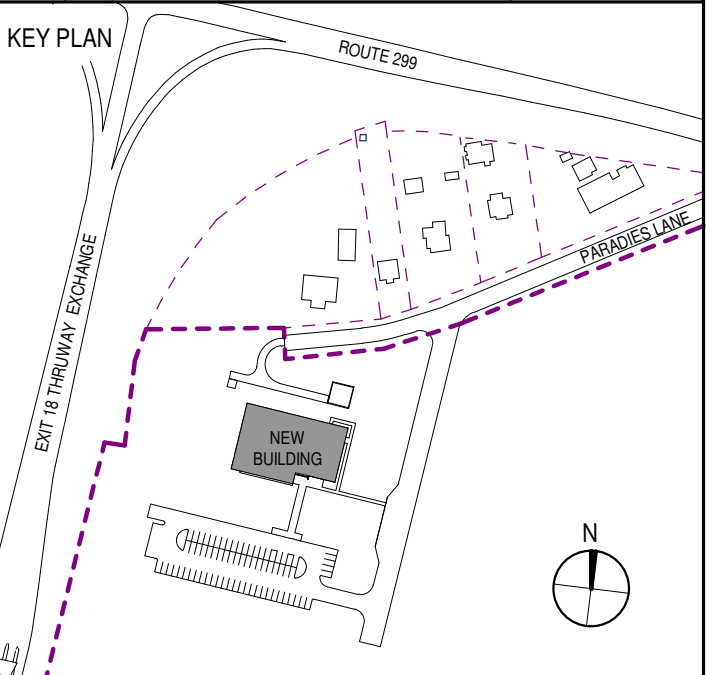 KEY PLAN
ROUTE 299
PARADIES LANE
EXIT 18 THRUWAY EXCHANGE
NEW
BUILDING
N